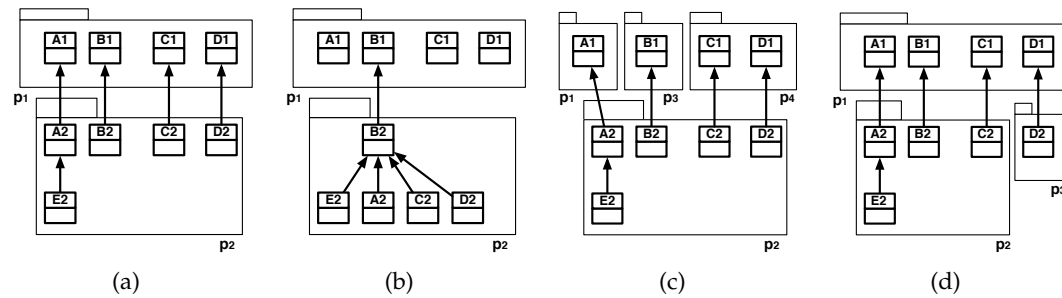 A1 B1 C1 D1
p1
A2 B2 C2 D2
E2
p2
(a)
A1 B1 C1 D1
p1
B2
E2 A2 C2 D2
p2
(b)
A1 B1 C1 D1
p1 p3 p4
A2 B2 C2 D2
E2
p2
(c)
A1 B1 C1 D1
p1
A2 B2 C2 D2
p3
E2
p2
(d)